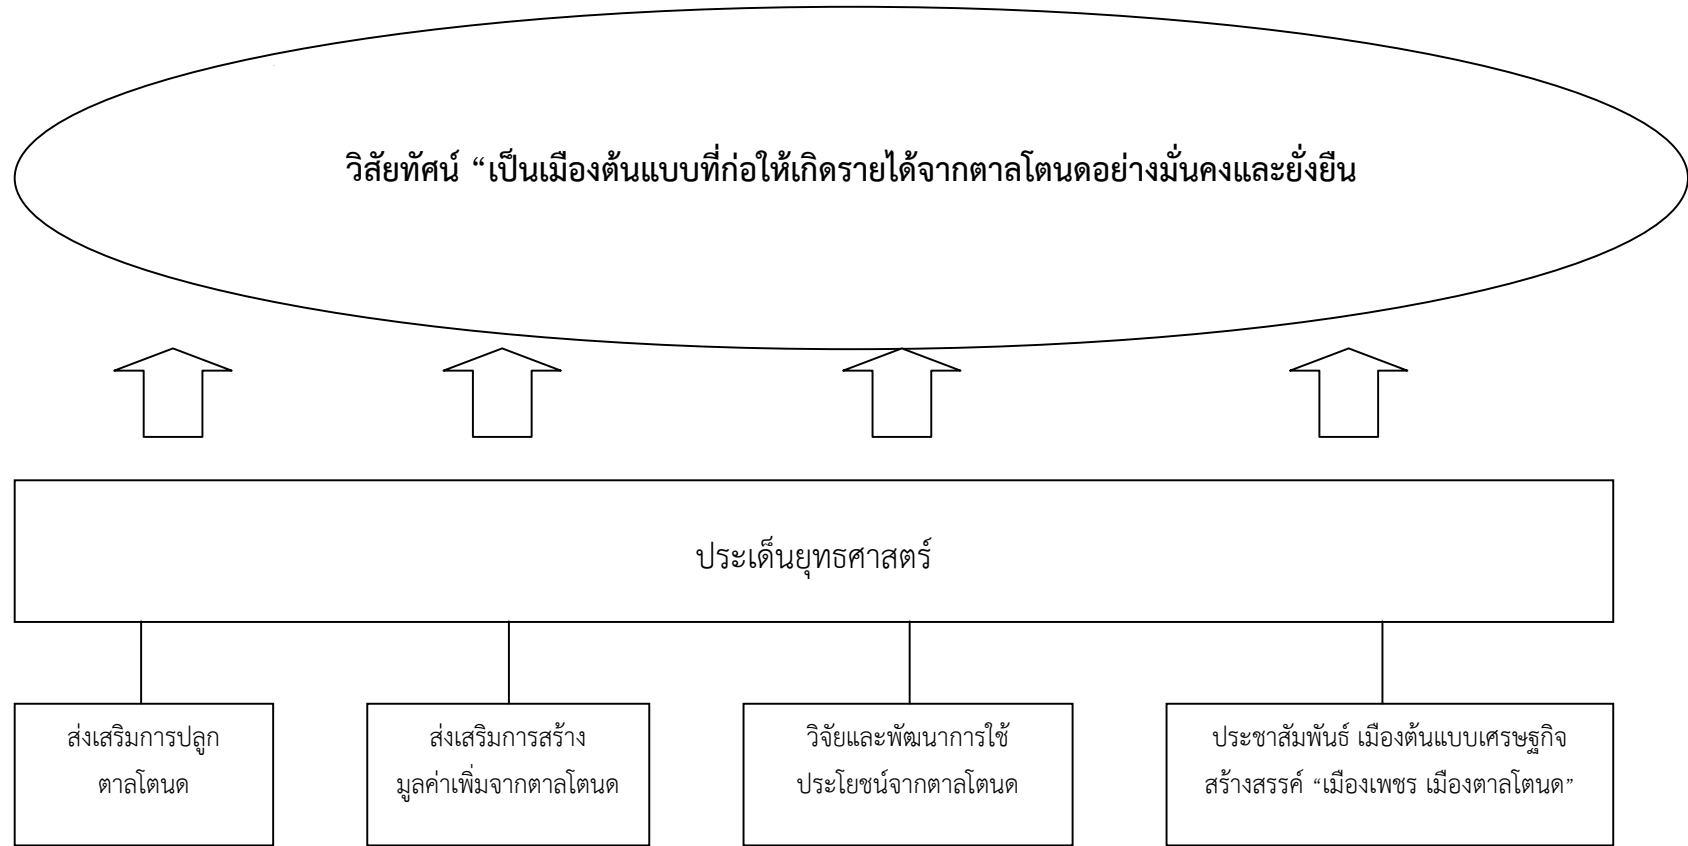 วิสัยทัศน์ “เป็นเมืองต้นแบบที่ก่อให้เกิดรายได้จากตาลโตนดอย่างมั่นคงและยั่งยืน
ประเด็นยุทธศาสตร์
ส่งเสริมการปลูก
ตาลโตนด
ส่งเสริมการสร้าง
มูลค่าเพิ่มจากตาลโตนด
วิจัยและพัฒนาการใช้
ประโยชน์จากตาลโตนด
ประชาสัมพันธ์ เมืองต้นแบบเศรษฐกิจ
สร้างสรรค์ “เมืองเพชร เมืองตาลโตนด”